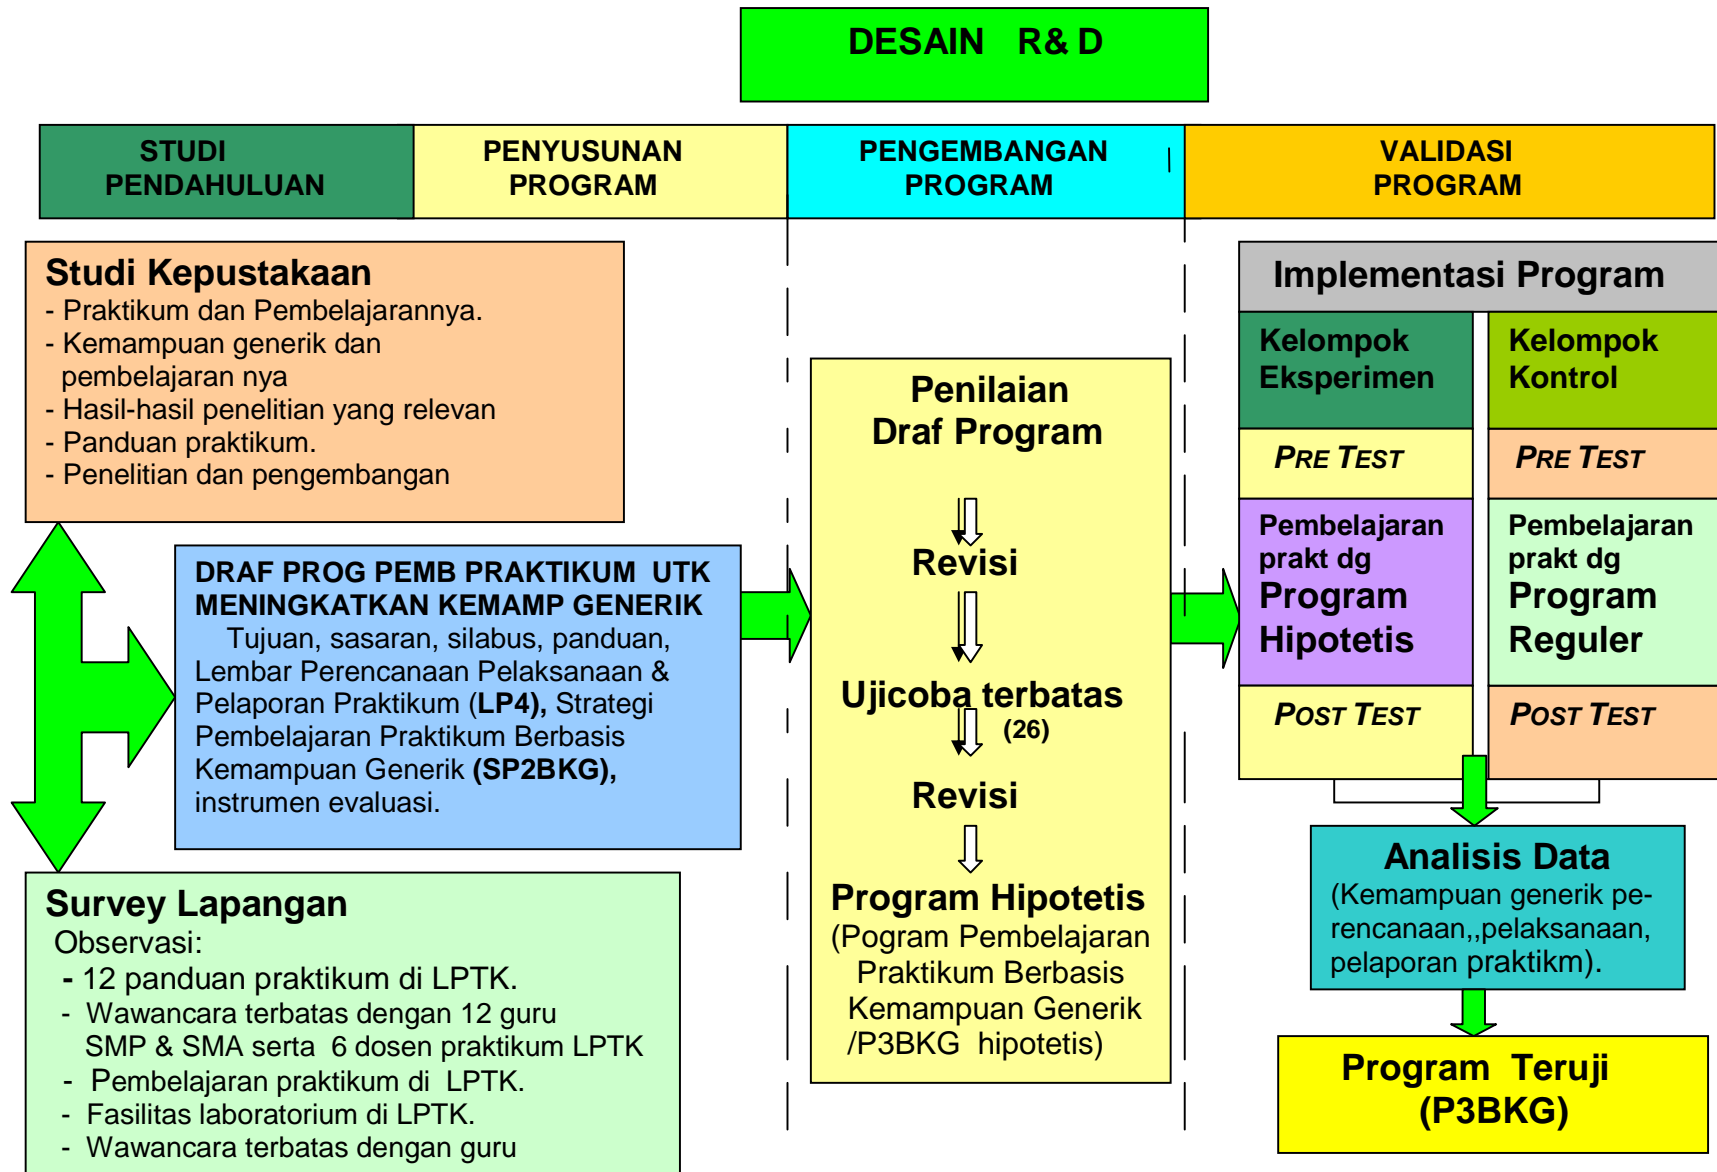 DESAIN R& D
STUDI
PENDAHULUAN
PENYUSUNAN
PROGRAM
PENGEMBANGAN
PROGRAM
VALIDASI
PROGRAM
Studi Kepustakaan
- Praktikum dan Pembelajarannya.
- Kemampuan generik dan
pembelajaran nya
- Hasil-hasil penelitian yang relevan
- Panduan praktikum.
- Penelitian dan pengembangan
DRAF PROG PEMB PRAKTIKUM UTK
MENINGKATKAN KEMAMP GENERIK
Tujuan, sasaran, silabus, panduan,
Lembar Perencanaan Pelaksanaan &
Pelaporan Praktikum (LP4), Strategi
Pembelajaran Praktikum Berbasis
Kemampuan Generik (SP2BKG),
instrumen evaluasi.
Survey Lapangan
Observasi:
- 12 panduan praktikum di LPTK.
- Wawancara terbatas dengan 12 guru
SMP & SMA serta 6 dosen praktikum LPTK
- Pembelajaran praktikum di LPTK.
- Fasilitas laboratorium di LPTK.
- Wawancara terbatas dengan guru
Penilaian
Draf Program
Revisi
Ujicoba terbatas
(26)
Revisi
Program Hipotetis
(Pogram Pembelajaran
Praktikum Berbasis
Kemampuan Generik
/P3BKG hipotetis)
Implementasi Program
Kelompok
Eksperimen
PRE TEST
Pembelajaran
prakt dg
Program
Hipotetis
POST TEST
Kelompok
Kontrol
PRE TEST
Pembelajaran
prakt dg
Program
Reguler
POST TEST
Analisis Data
(Kemampuan generik pe-
rencanaan,,pelaksanaan,
pelaporan praktikm).
Program Teruji
(P3BKG)